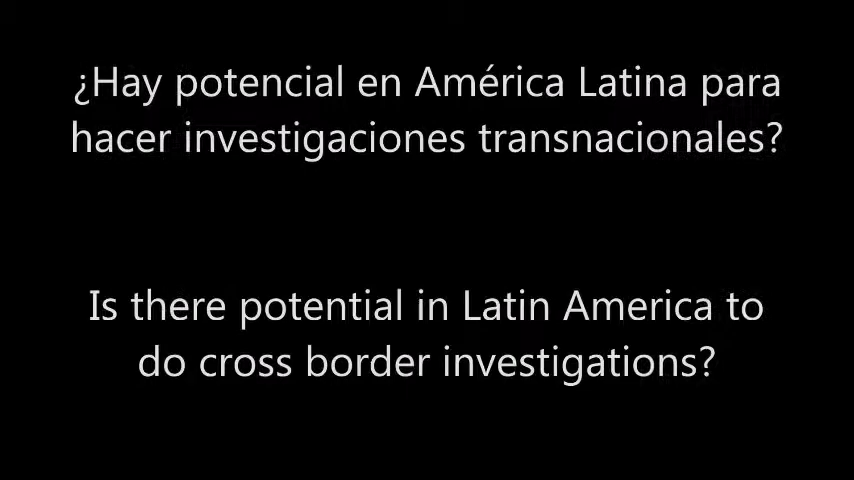 ¿Hay potencial en América Latina para
hacer investigaciones transnacionales?
Is there potential in Latin America to
do cross border investigations?